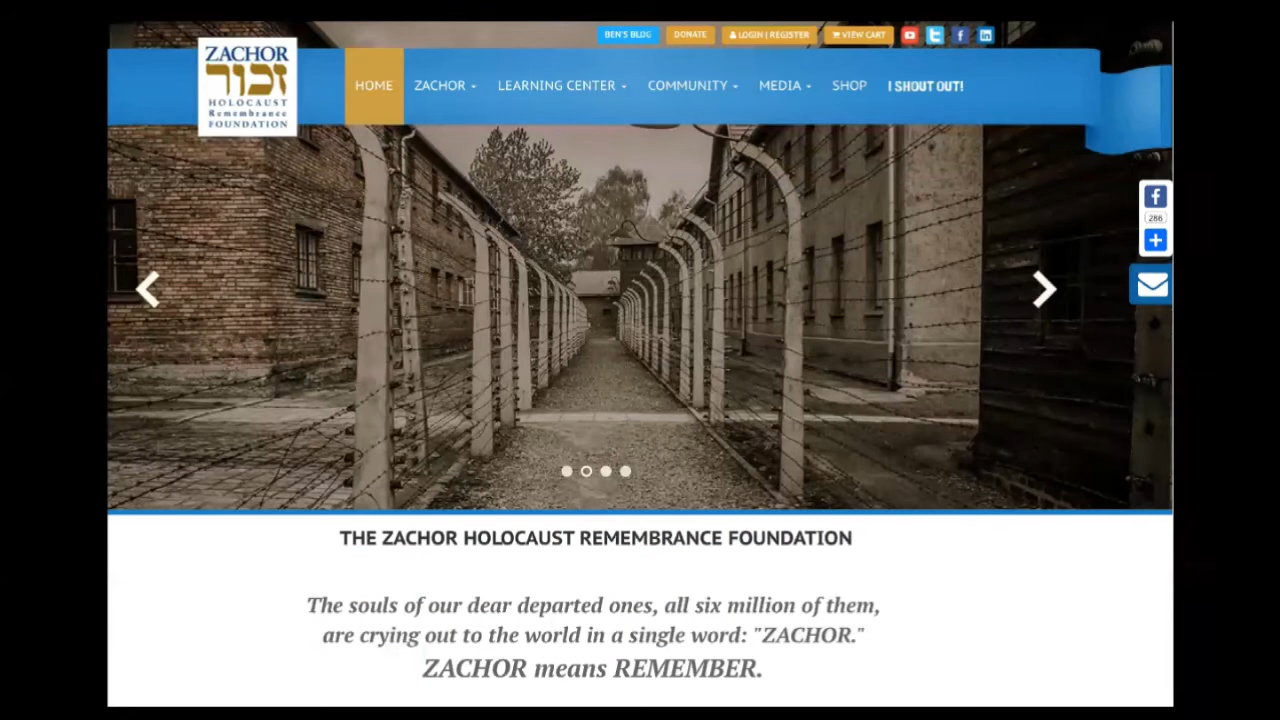 BEN'S BLOG DONATE LOGIN | REGISTER VIEW CART
ZACHOR
זכור
HOLOCAUST
Remembrance
FOUNDATION
HOME ZACHOR LEARNING CENTER COMMUNITY MEDIA SHOP I SHOUT OUT!
286
THE ZACHOR HOLOCAUST REMEMBRANCE FOUNDATION
The souls of our dear departed ones, all six million of them,
are crying out to the world in a single word: "ZACHOR."
ZACHOR means REMEMBER.